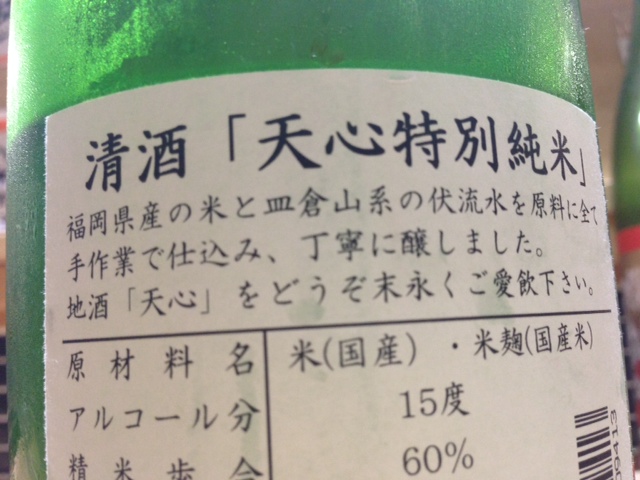 清酒「天心特別純米」
福岡県産の米と皿倉山系の伏流水を原料に全て
手作業で仕込み、丁寧に醸しました。
地酒「天心」をどうぞ末永くご愛飲下さい。
原材料名 米(国産)・米麹(国産米)
アルコール分 15度
精米歩合 60%